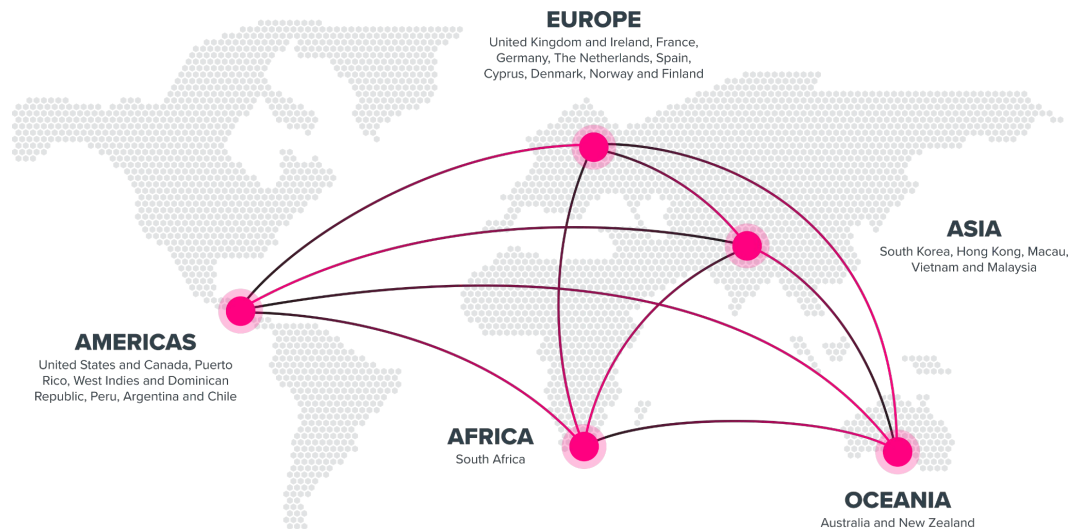 EUROPE
United Kingdom and Ireland, France,
Germany, The Netherlands, Spain,
Cyprus, Denmark, Norway and Finland
ASIA
South Korea, Hong Kong, Macau,
Vietnam and Malaysia
AMERICAS
United States and Canada, Puerto
Rico, West Indies and Dominican
Republic, Peru, Argentina and Chile
AFRICA
South Africa
OCEANIA
Australia and New Zealand